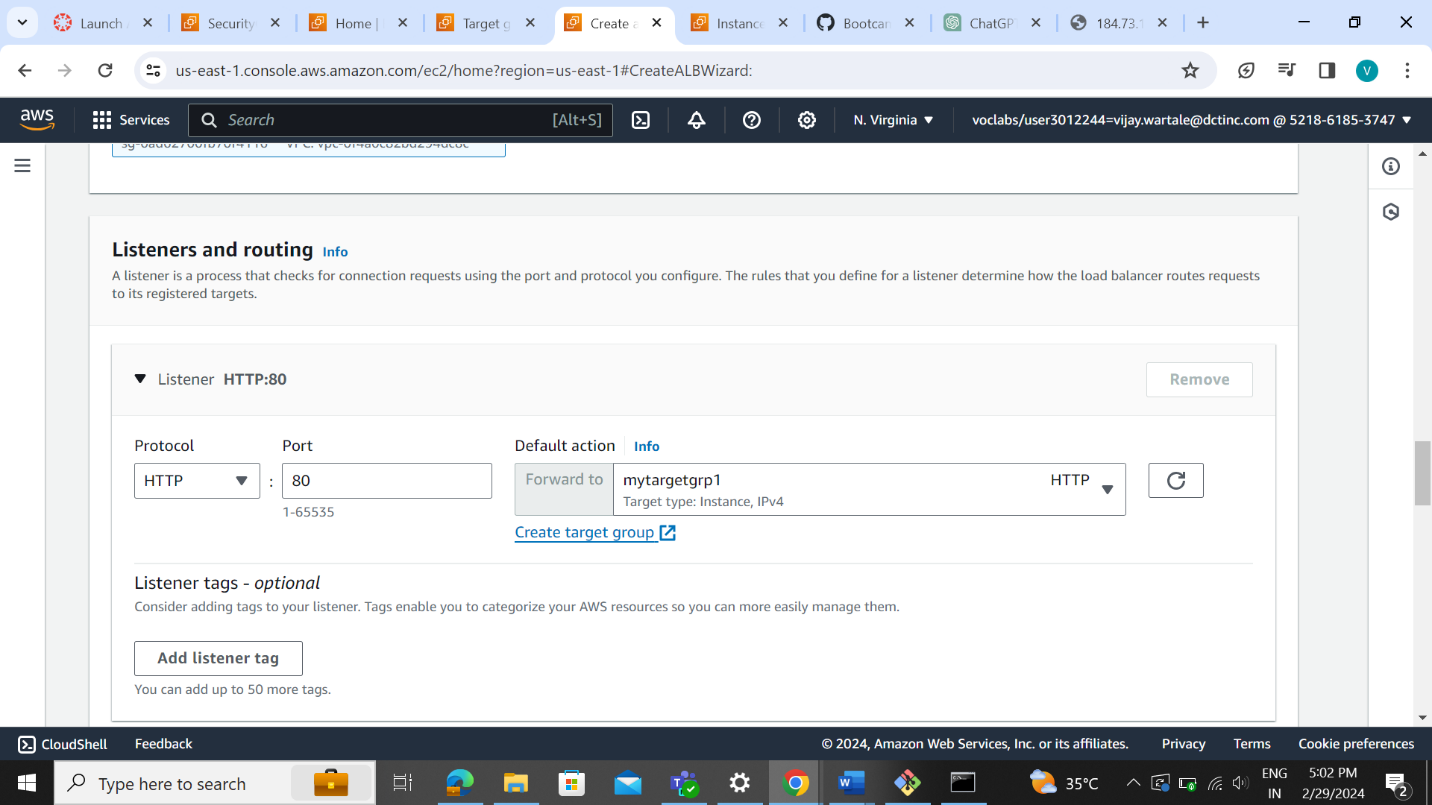 Launch
Security
Home |
Target g
Create a
Instance
Bootcam
ChatGP
184.73.1
us-east-1.console.aws.amazon.com/ec2/home?region=us-east-1#CreateALBWizard:
V
aws
Services
Search
[Alt+S]
N. Virginia
voclabs/user3012244=vijay.wartale@dctinc.com @ 5218-6185-3747
Listeners and routing Info
A listener is a process that checks for connection requests using the port and protocol you configure. The rules that you define for a listener determine how the load balancer routes requests
to its registered targets.
Listener HTTP:80
Remove
Protocol
Port
Default action
Info
HTTP
:
80
Forward to
mytargetgrp1
HTTP
Target type: Instance, IPv4
1-65535
Create target group
Listener tags - optional
Consider adding tags to your listener. Tags enable you to categorize your AWS resources so you can more easily manage them.
Add listener tag
You can add up to 50 more tags.
CloudShell
Feedback
© 2024, Amazon Web Services, Inc. or its affiliates.
Privacy
Terms
Cookie preferences
Type here to search
35°C
ENG
IN
5:02 PM
2/29/2024
2